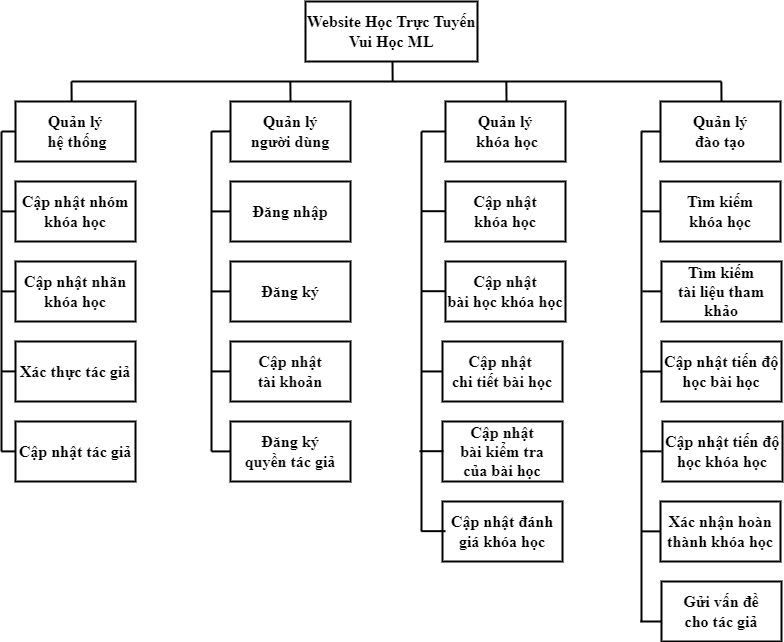 Website Học Trực Tuyến
Vui Học ML
Quản lý
hệ thống
Cập nhật nhóm
khóa học
Cập nhật nhãn
khóa học
Xác thực tác giả
Cập nhật tác giả
Quản lý
người dùng
Đăng nhập
Đăng ký
Cập nhật
tài khoản
Đăng ký
quyền tác giả
Quản lý
khóa học
Cập nhật
khóa học
Cập nhật
bài học khóa học
Cập nhật
chi tiết bài học
Cập nhật
bài kiểm tra
của bài học
Cập nhật đánh
giá khóa học
Quản lý
đào tạo
Tìm kiếm
khóa học
Tìm kiếm
tài liệu tham
khảo
Cập nhật tiến độ
học bài học
Cập nhật tiến độ
học khóa học
Xác nhận hoàn
thành khóa học
Gửi vấn đề
cho tác giả